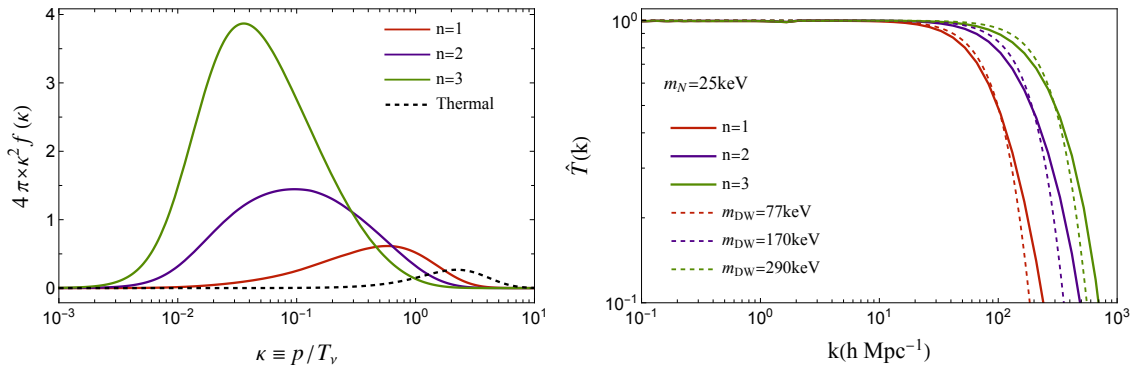 4
3
2
1
0
4 π×κ² f (κ)
n=1
n=2
n=3
Thermal
10⁻³
10⁻²
10⁻¹
10⁰
10¹
κ ≡ p/Tᵥ
10⁰
10⁻¹
T̂(k)
m_N=25keV
n=1
n=2
n=3
m_DW=77keV
m_DW=170keV
m_DW=290keV
10⁻¹
10⁰
10¹
10²
10³
k(h Mpc⁻¹)